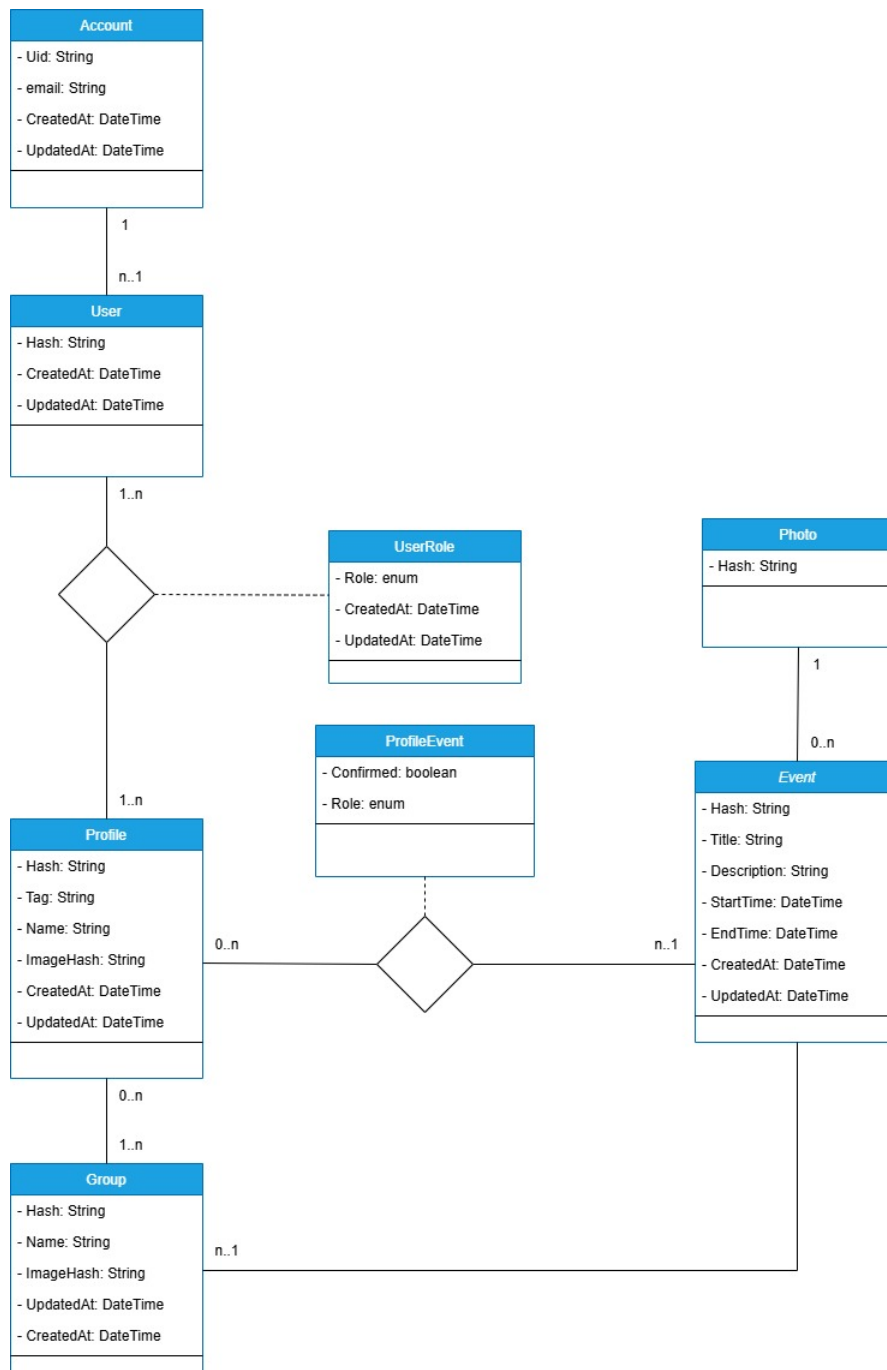 Account
- Uid: String
- email: String
- CreatedAt: DateTime
- UpdatedAt: DateTime
1
n..1
User
- Hash: String
- CreatedAt: DateTime
- UpdatedAt: DateTime
1..n
UserRole
- Role: enum
- CreatedAt: DateTime
- UpdatedAt: DateTime
Photo
- Hash: String
1
0..n
ProfileEvent
- Confirmed: boolean
- Role: enum
Event
- Hash: String
- Title: String
- Description: String
- StartTime: DateTime
- EndTime: DateTime
- CreatedAt: DateTime
- UpdatedAt: DateTime
1..n
Profile
- Hash: String
- Tag: String
- Name: String
- ImageHash: String
- CreatedAt: DateTime
- UpdatedAt: DateTime
0..n
n..1
0..n
1..n
Group
- Hash: String
- Name: String
- ImageHash: String
- UpdatedAt: DateTime
- CreatedAt: DateTime
n..1